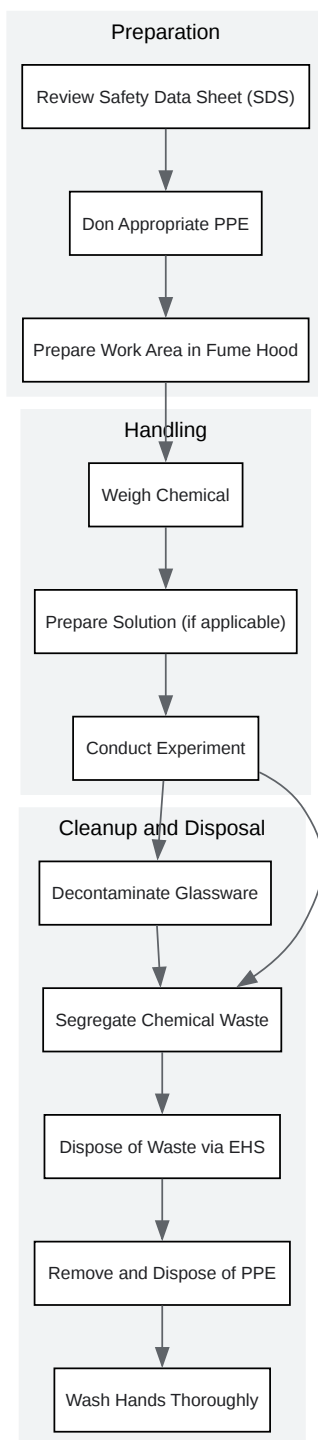 Preparation
Review Safety Data Sheet (SDS)
Don Appropriate PPE
Prepare Work Area in Fume Hood
Handling
Weigh Chemical
Prepare Solution (if applicable)
Conduct Experiment
Cleanup and Disposal
Decontaminate Glassware
Segregate Chemical Waste
Dispose of Waste via EHS
Remove and Dispose of PPE
Wash Hands Thoroughly